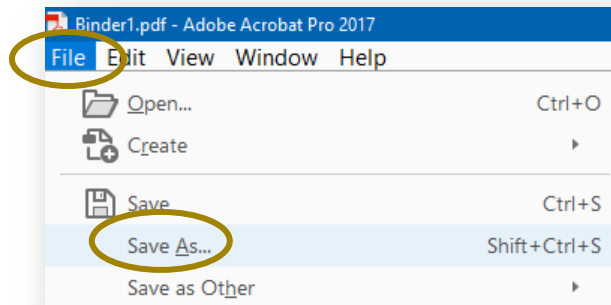 Binder1.pdf - Adobe Acrobat Pro 2017
File Edit View Window Help
Open... Ctrl+O
Create
Save Ctrl+S
Save As... Shift+Ctrl+S
Save as Other